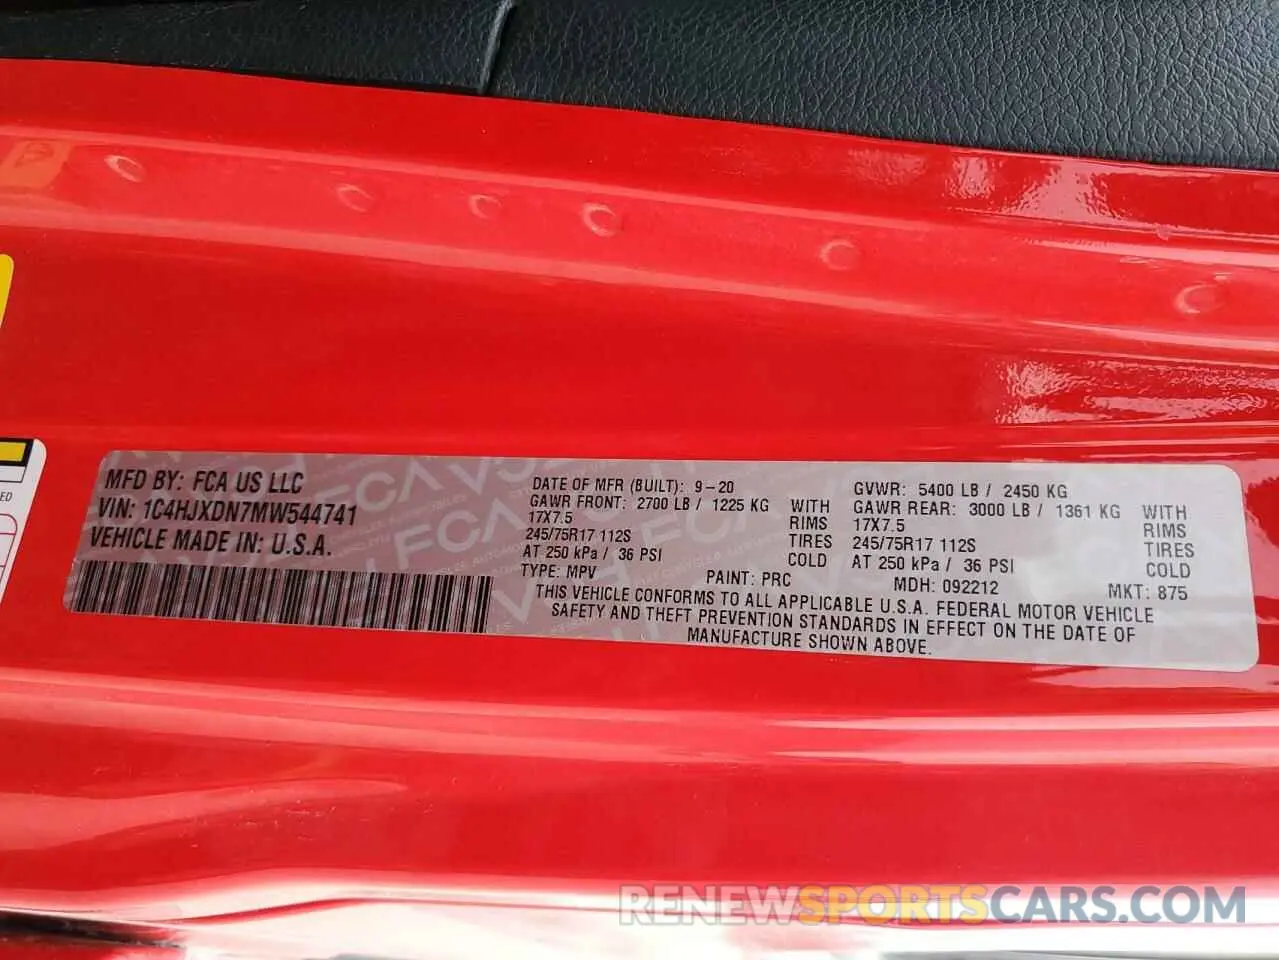 MFD BY: FCA US LLC
VIN: 1C4HJXDN7MW544741
VEHICLE MADE IN: U.S.A.
DATE OF MFR (BUILT): 9-20
GAWR FRONT: 2700 LB / 1225 KG WITH
17X7.5 RIMS
245/75R17 112S TIRES
AT 250 kPa / 36 PSI COLD
GVWR: 5400 LB / 2450 KG
GAWR REAR: 3000 LB / 1361 KG WITH
17X7.5 RIMS
245/75R17 112S TIRES
AT 250 kPa / 36 PSI COLD
TYPE: MPV PAINT: PRC MDH: 092212 MKT: 875
THIS VEHICLE CONFORMS TO ALL APPLICABLE U.S.A. FEDERAL MOTOR VEHICLE
SAFETY AND THEFT PREVENTION STANDARDS IN EFFECT ON THE DATE OF
MANUFACTURE SHOWN ABOVE.
ED
RENEWSPORTSCARS.COM